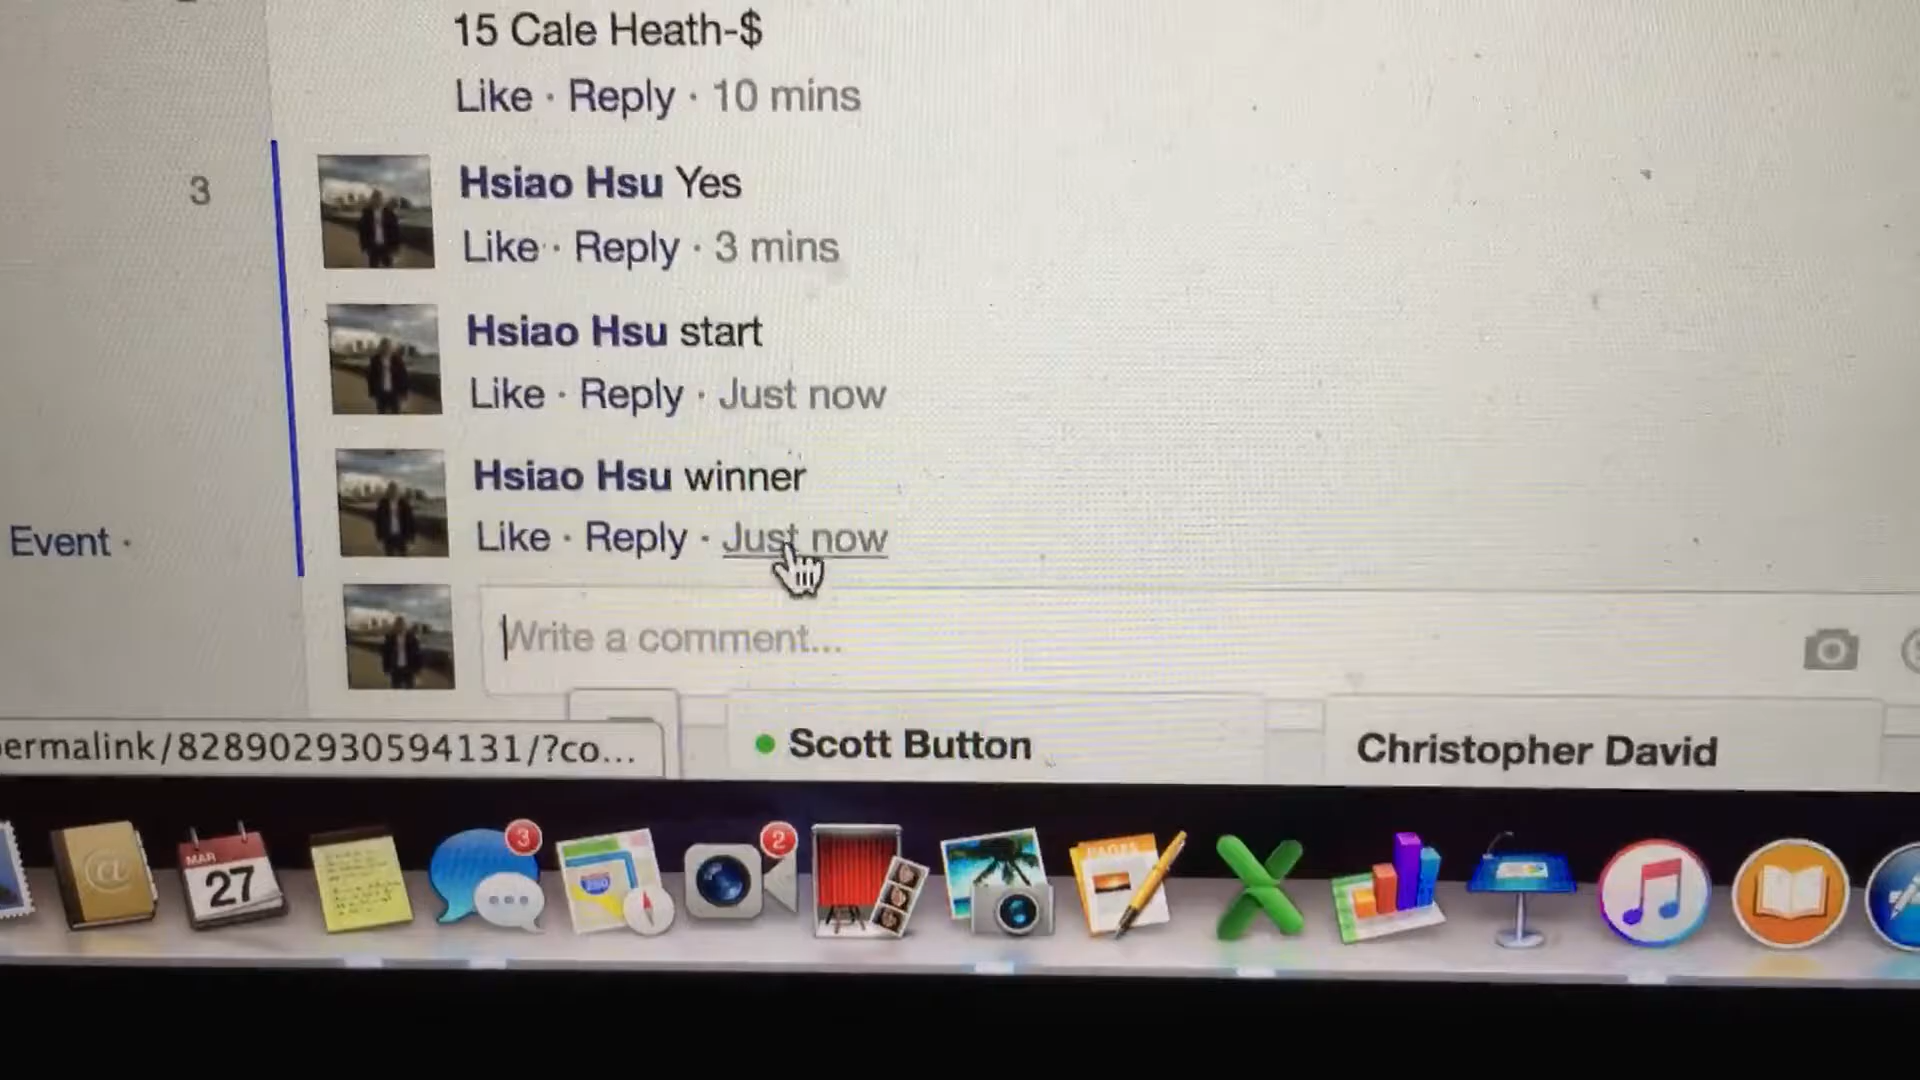 15 Cale Heath-$
Like · Reply · 10 mins
3
Hsiao Hsu Yes
Like · Reply · 3 mins
Hsiao Hsu start
Like · Reply · Just now
Hsiao Hsu winner
Event ·
Like · Reply · Just now
Write a comment...
ermalink/828902930594131/?co...
Scott Button
Christopher David
3
2
MAR
27
PAGES